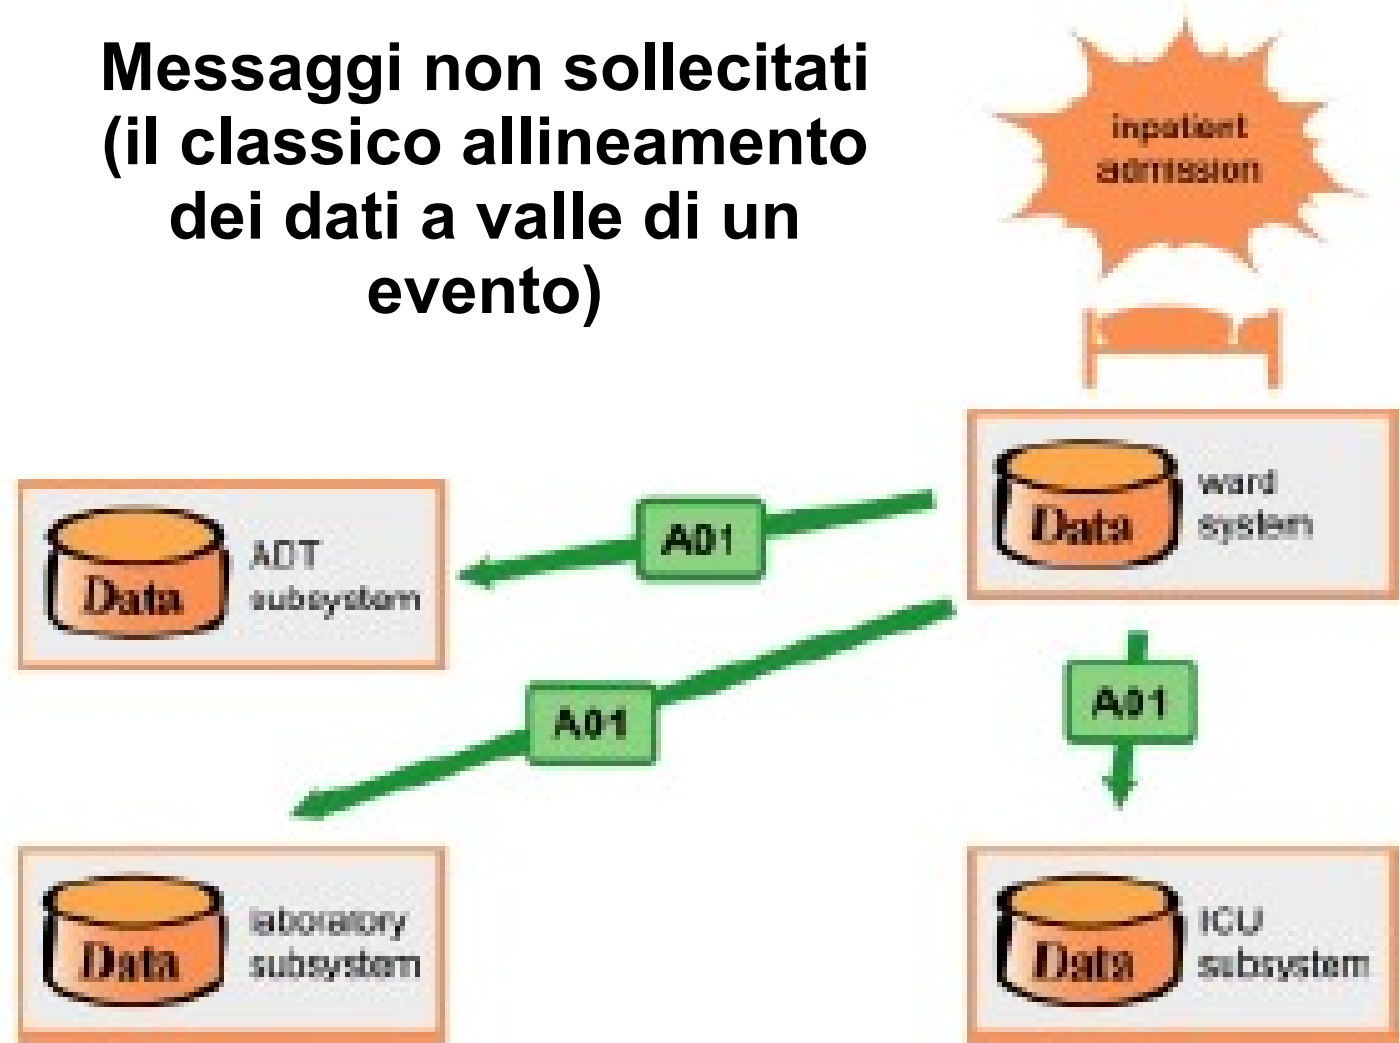 Messaggi non sollecitati
(il classico allineamento
dei dati a valle di un
evento)
inpatient
admission
Data
ward
system
A01
Data
ADT
subsystem
A01
A01
Data
laboratory
subsystem
Data
ICU
subsystem